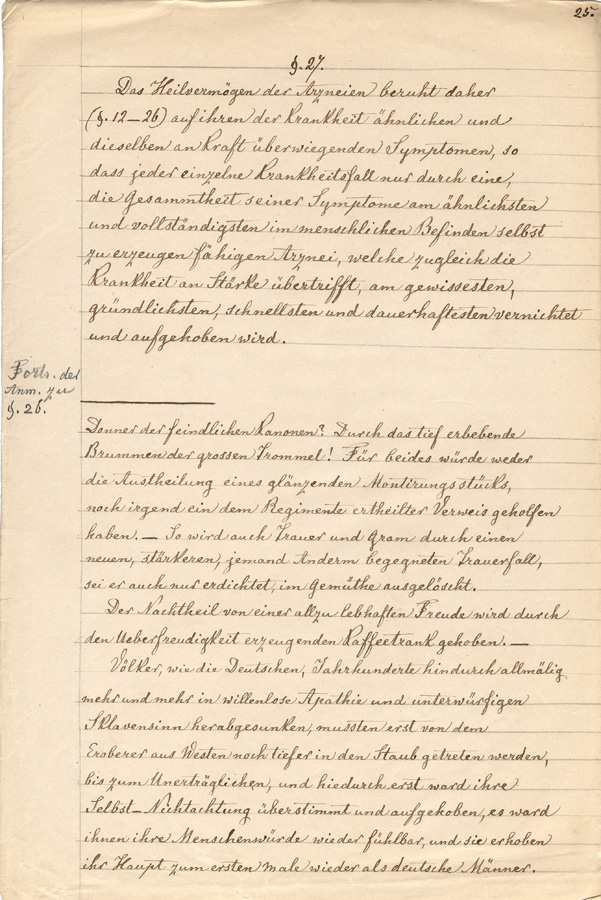 25.
§. 27.
Das Heilvermögen der Arzneien beruht daher
(§. 12–26) auf ihren der Krankheit ähnlichen und
dieselben an Kraft überwiegenden Symptomen, so
dass jeder einzelne Krankheitsfall nur durch eine,
die Gesammtheit seiner Symptome am ähnlichsten
und vollständigsten im menschlichen Befinden selbst
zu erzeugen fähigen Arznei, welche zugleich die
Krankheit an Stärke übertrifft, am gewissesten,
gründlichsten, schnellsten und dauerhaftesten vernichtet
und aufgehoben wird.
Forts. der
Anm. zu
§. 26.
Donner der feindlichen Kanonen? Durch das tief erbebende
Brummen der grossen Trommel! Für beides würde weder
die Austheilung eines glänzenden Montirungsstücks,
noch irgend ein dem Regimente ertheilter Verweis geholfen
haben. — So wird auch Trauer und Gram durch einen
neuen, stärkeren, jemand Anderm begegneten Trauerfall,
sei er auch nur erdichtet, im Gemüthe ausgelöscht.
Der Nachtheil von einer allzu lebhaften Freude wird durch
den Ueberfreudigkeit erzeugenden Kaffeetrank gehoben. —
Völker, wie die Deutschen, Jahrhunderte hindurch allmälig
mehr und mehr in willenlose Apathie und unterwürfigen
Sklavensinn herabgesunken, mussten erst von dem
Eroberer aus Westen noch tiefer in den Staub getreten werden,
bis zum Unerträglichen, und hiedurch erst ward ihre
Selbst-Nichtachtung überstimmt und aufgehoben, es ward
ihnen ihre Menschenwürde wieder fühlbar, und sie erhoben
ihr Haupt zum ersten male wieder als deutsche Männer.